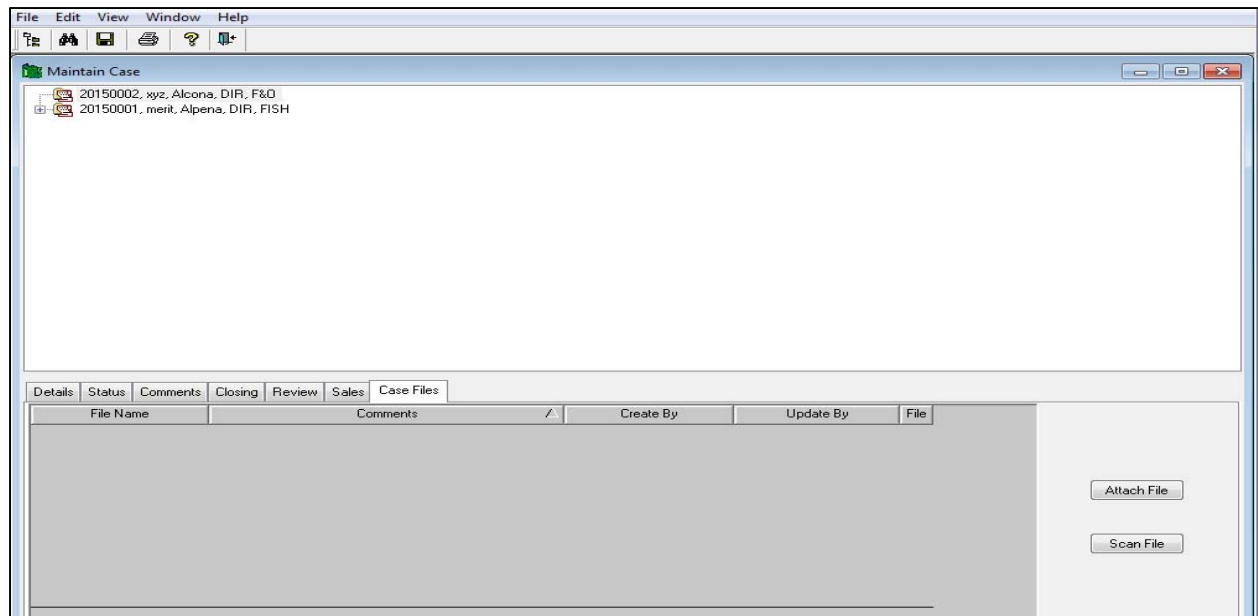 File Edit View Window Help
Maintain Case
20150002, xyz, Alcona, DIR, F&O
20150001, merit, Alpena, DIR, FISH
Details Status Comments Closing Review Sales Case Files
File Name Comments Create By Update By File
Attach File
Scan File